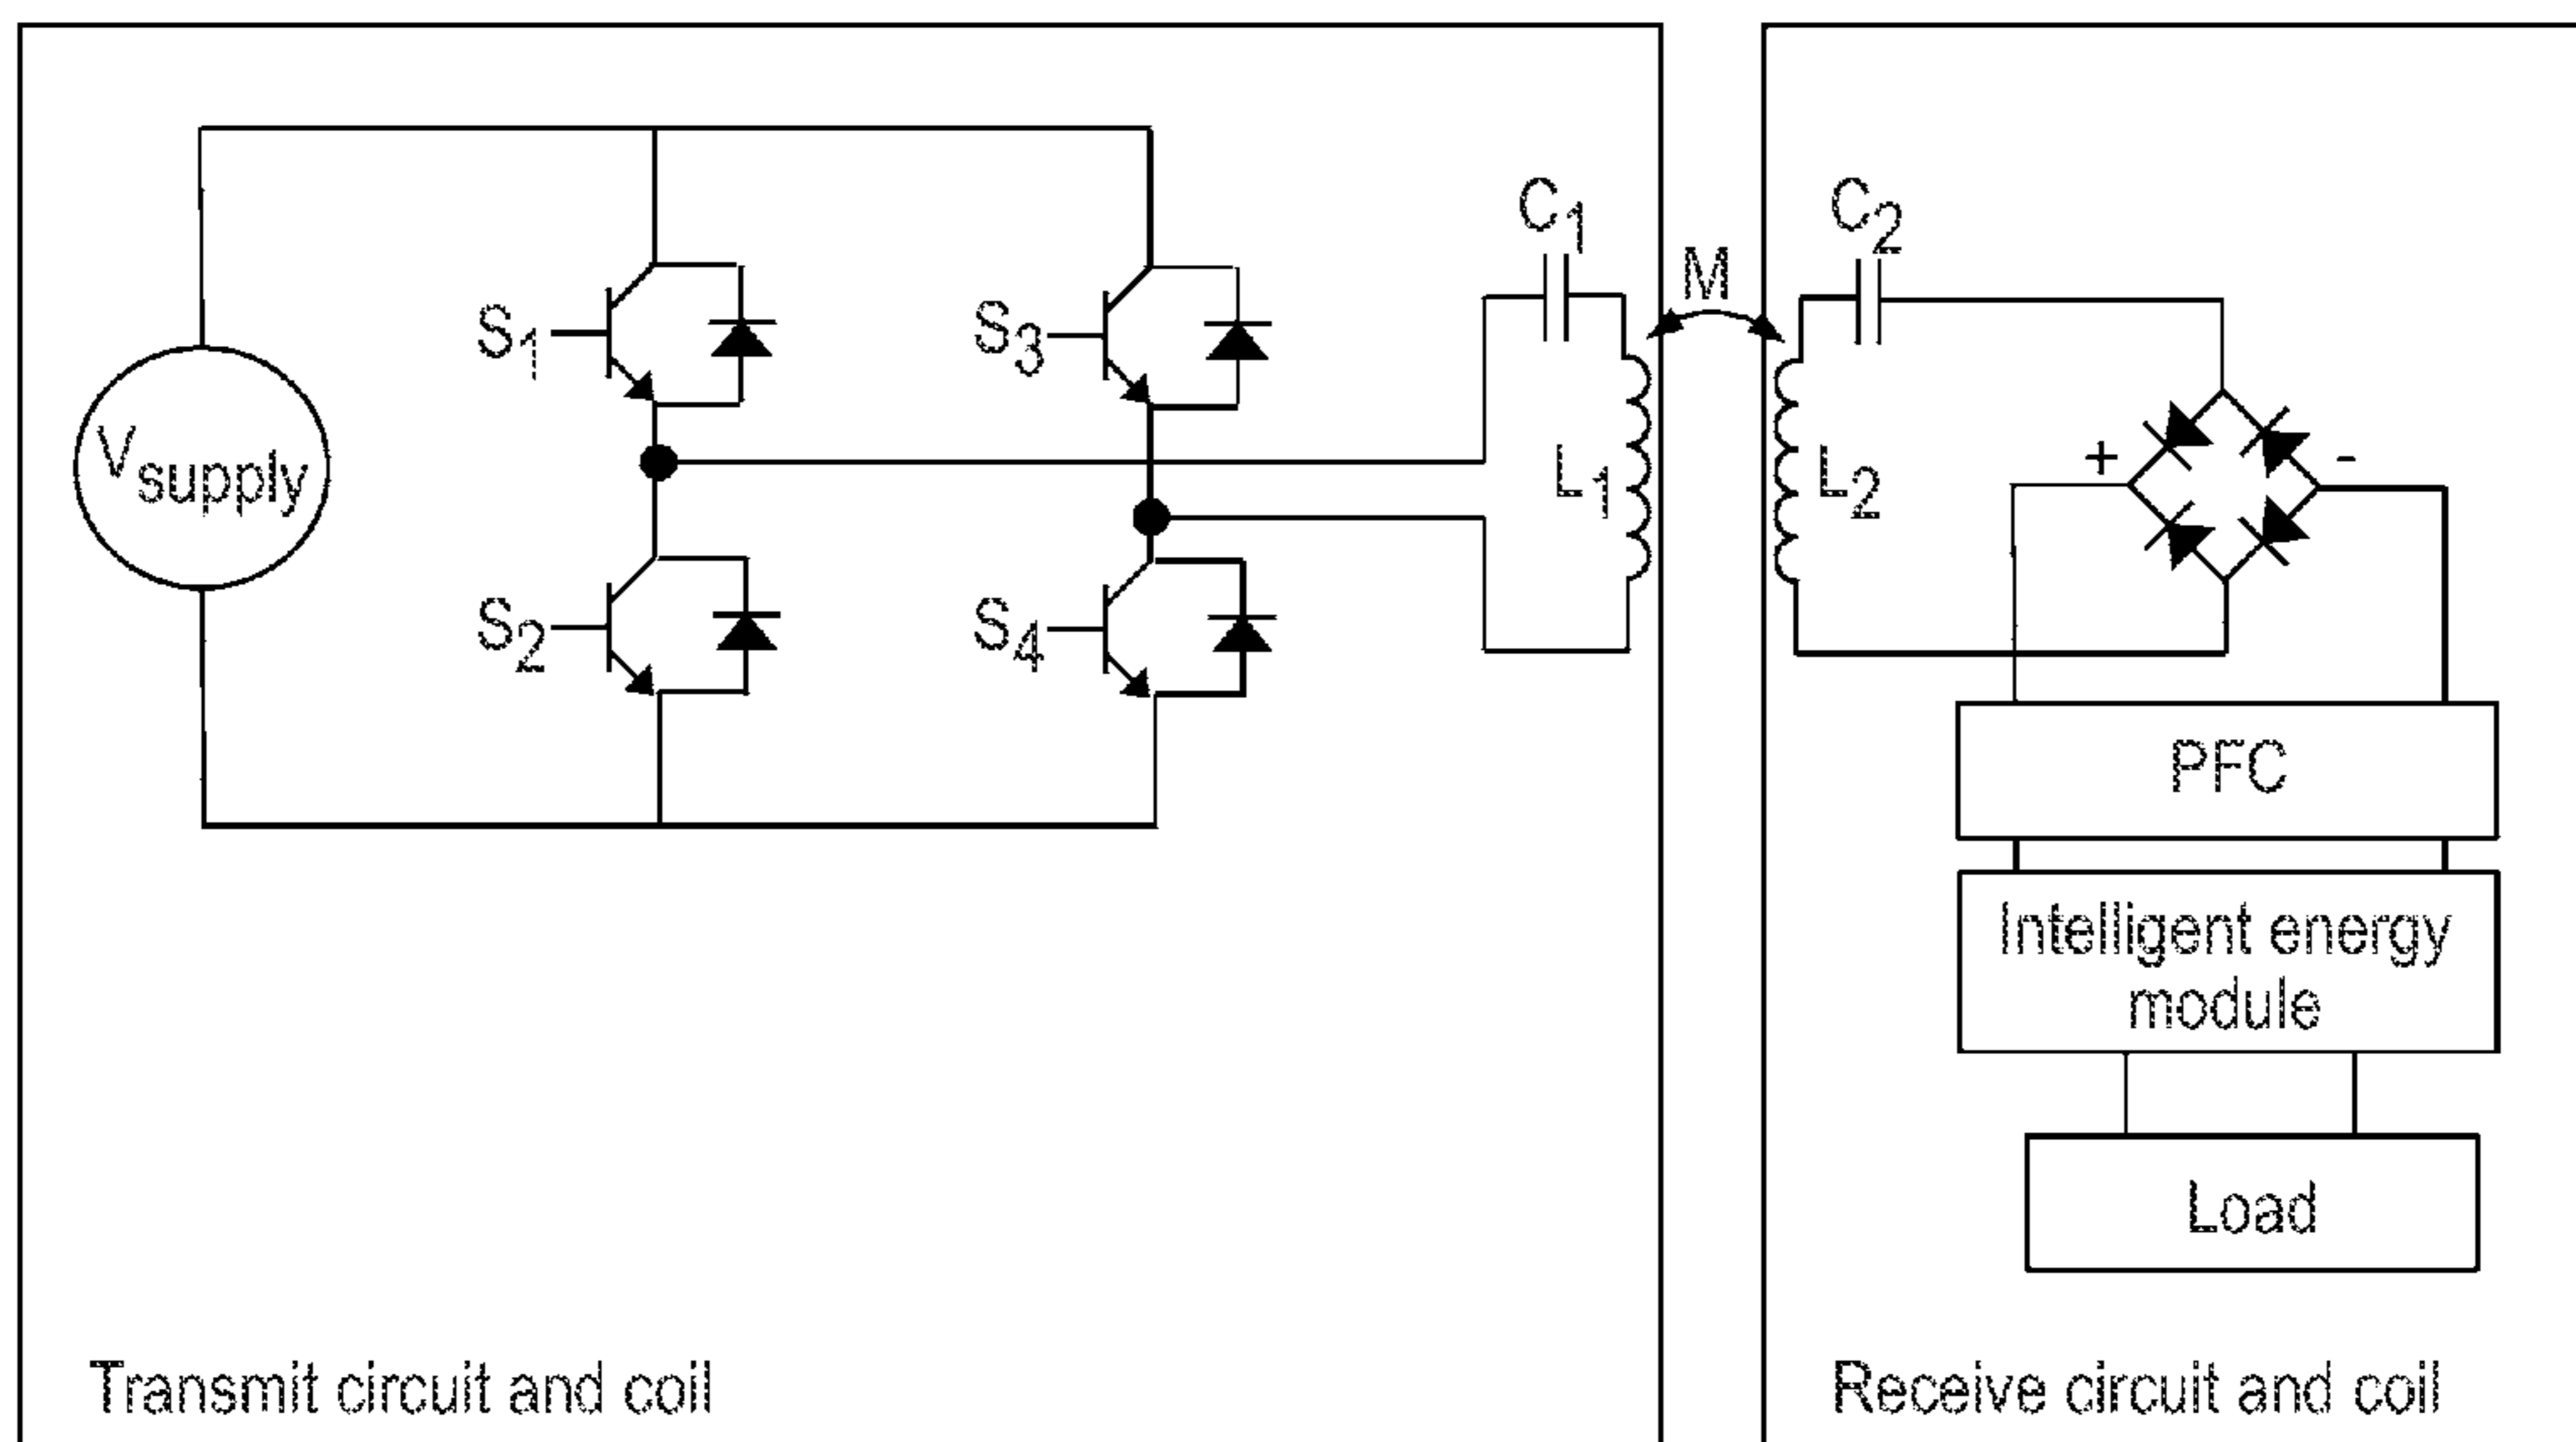 C₁
M
C₂
S₁
S₃
V_supply
L₁
L₂
+
-
S₂
S₄
PFC
Intelligent energy
module
Load
Transmit circuit and coil
Receive circuit and coil